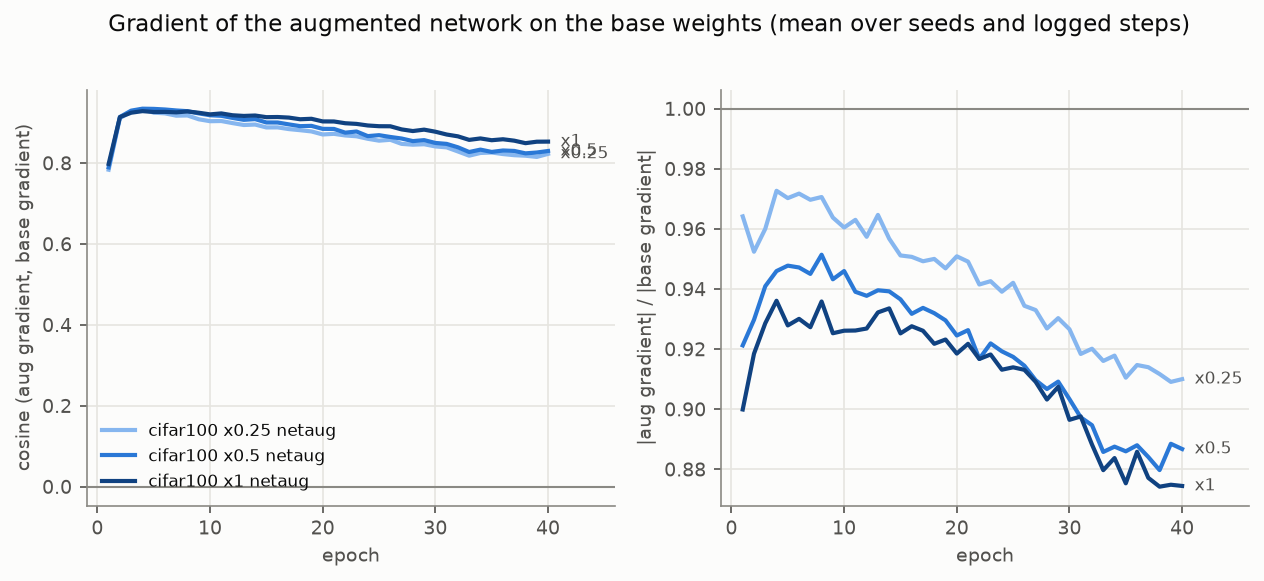 Gradient of the augmented network on the base weights (mean over seeds and logged steps)
cosine (aug gradient, base gradient)
0.8
0.6
0.4
0.2
0.0
x1
x0.5
x0.25
cifar100 x0.25 netaug
cifar100 x0.5 netaug
cifar100 x1 netaug
0 10 20 30 40
epoch
|aug gradient| / |base gradient|
1.00
0.98
0.96
0.94
0.92
0.90
0.88
x0.25
x0.5
x1
0 10 20 30 40
epoch